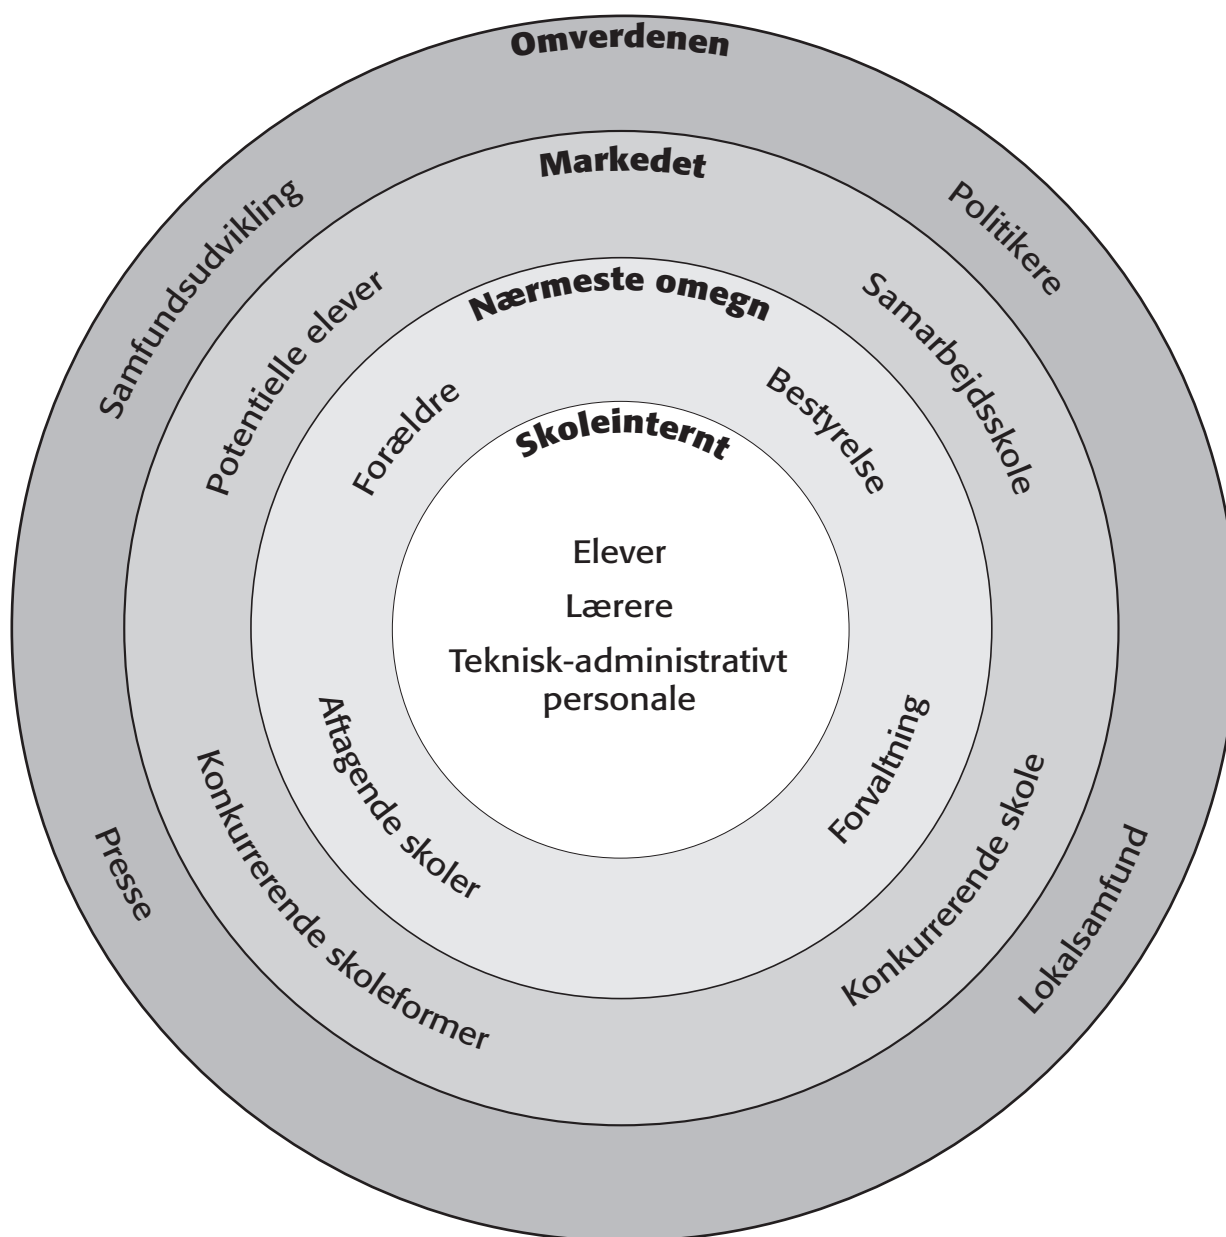 Omverdenen
Samfundsudvikling
Politikere
Presse
Lokalsamfund
Markedet
Potentielle elever
Samarbejdsskole
Konkurrerende skoleformer
Konkurrerende skole
Nærmeste omegn
Forældre
Bestyrelse
Aftagende skoler
Forvaltning
Skoleinternt
Elever
Lærere
Teknisk-administrativt
personale